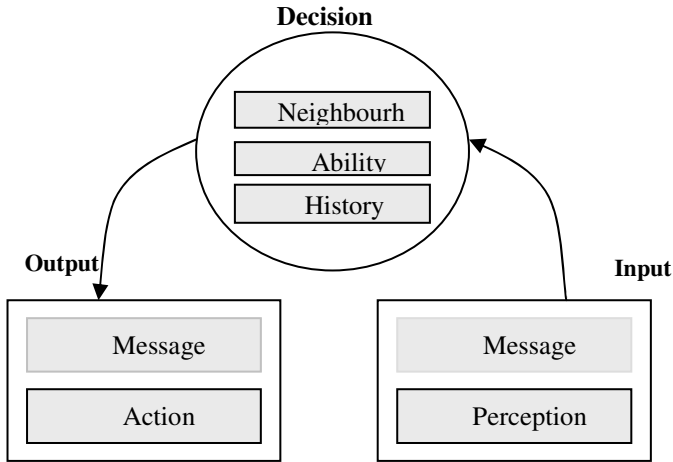 Decision
Neighbourh
Ability
History
Output
Input
Message
Action
Message
Perception